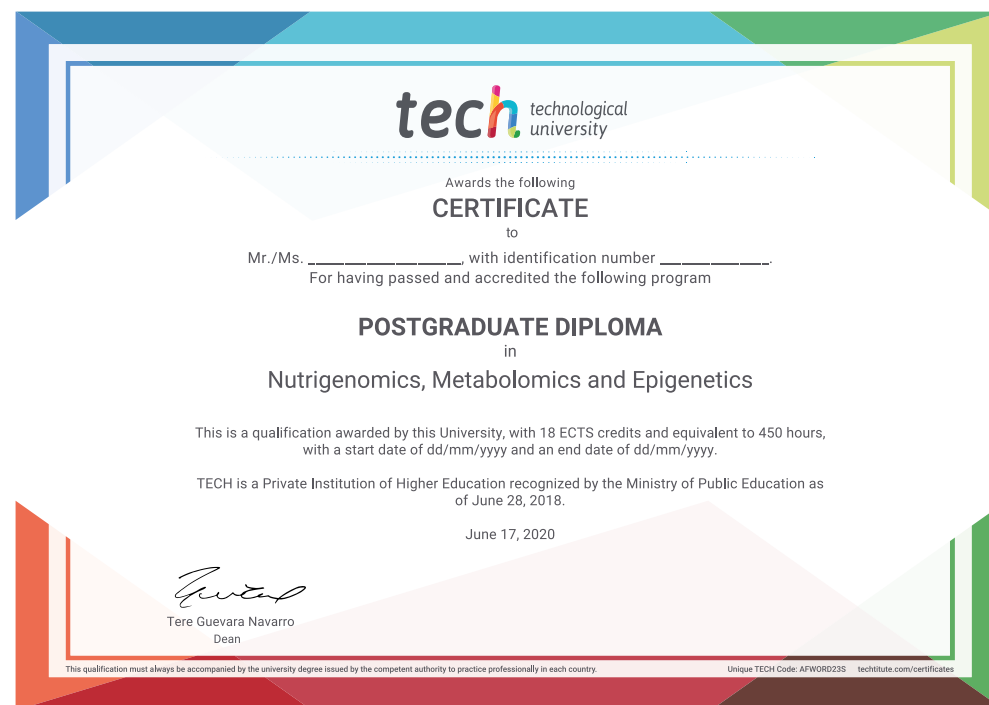 tech technological
university
Awards the following
CERTIFICATE
to
Mr./Ms. ____________________, with identification number ______________.
For having passed and accredited the following program
POSTGRADUATE DIPLOMA
in
Nutrigenomics, Metabolomics and Epigenetics
This is a qualification awarded by this University, with 18 ECTS credits and equivalent to 450 hours,
with a start date of dd/mm/yyyy and an end date of dd/mm/yyyy.
TECH is a Private Institution of Higher Education recognized by the Ministry of Public Education as
of June 28, 2018.
June 17, 2020
Tere Guevara Navarro
Dean
This qualification must always be accompanied by the university degree issued by the competent authority to practice professionally in each country.
Unique TECH Code: AFWORD23S techtitute.com/certificates